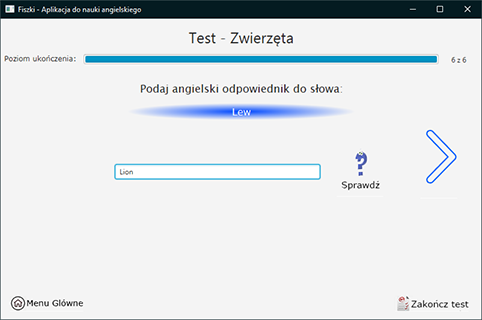 Fiszki - Aplikacja do nauki angielskiego
Test - Zwierzęta
Poziom ukończenia:
6 z 6
Podaj angielski odpowiednik do słowa:
Lew
Lion
Sprawdź
Menu Główne
Zakończ test